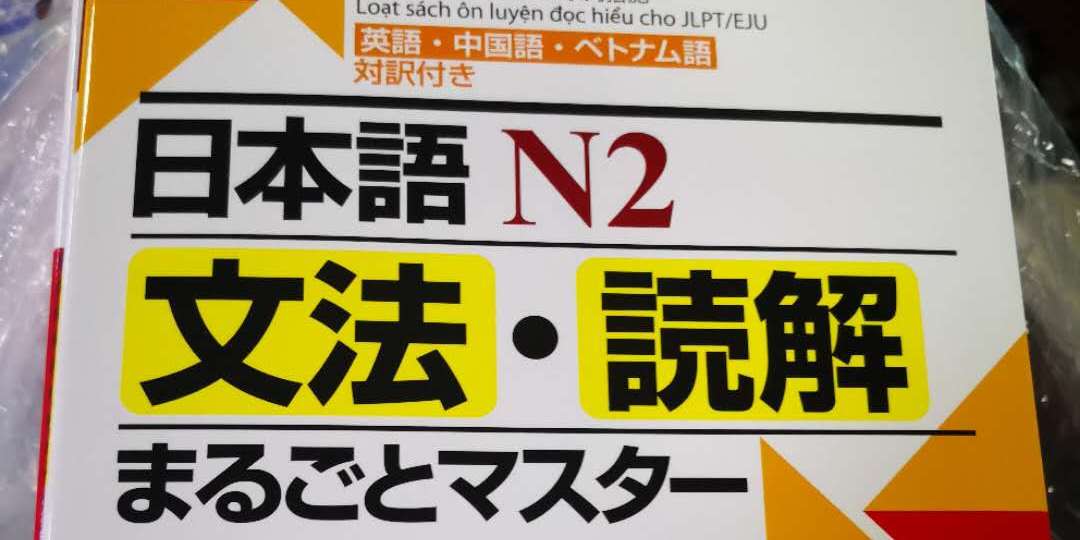 Loạt sách ôn luyện đọc hiểu cho JLPT/EJU
英語・中国語・ベトナム語
対訳付き
日本語 N2
文法・読解
まるごとマスター